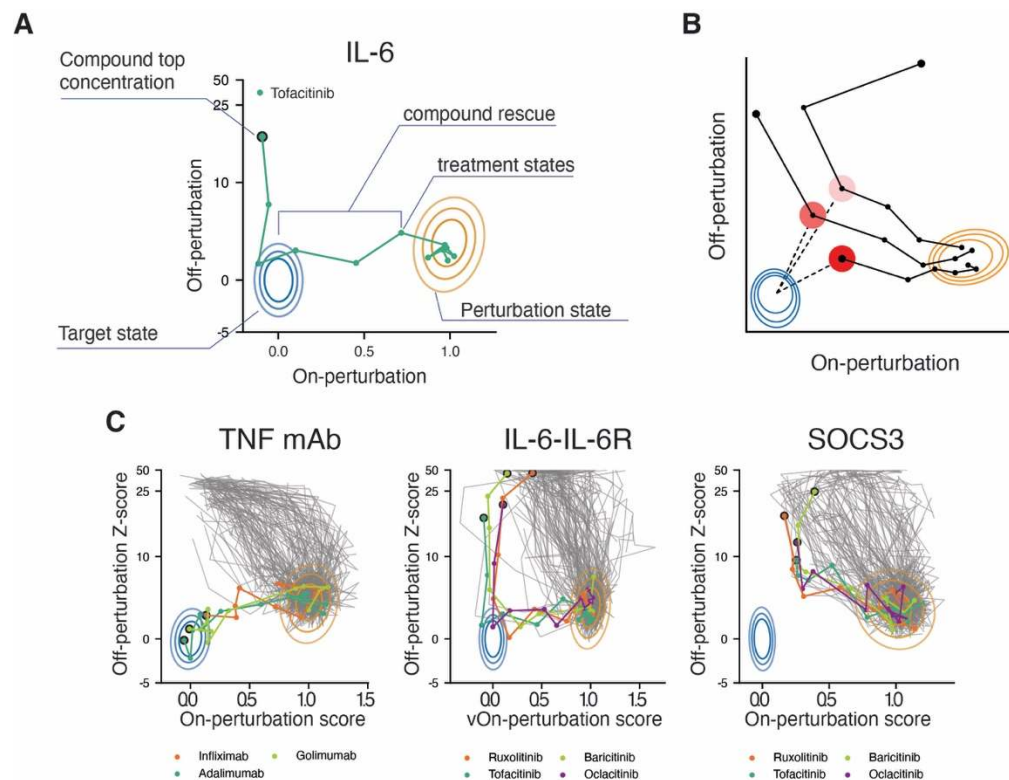 A
IL-6
Compound top
concentration
50
25
10
0
-5
Tofacitinib
compound rescue
treatment states
Perturbation state
Target state
0.0
0.5
1.0
On-perturbation
Off-perturbation
B
Off-perturbation
On-perturbation
C
TNF mAb
Off-perturbation Z-score
50
25
10
0
-5
0.0
0.5
1.0
1.5
On-perturbation score
Infliximab
Golimumab
Adalimumab
IL-6-IL-6R
Off-perturbation Z-score
50
25
10
0
-5
0.0
0.5
1.0
1.5
vOn-perturbation score
Ruxolitinib
Baricitinib
Tofacitinib
Oclacitinib
SOCS3
Off-perturbation Z-score
50
25
10
0
-5
0.0
0.5
1.0
On-perturbation score
Ruxolitinib
Baricitinib
Tofacitinib
Oclacitinib